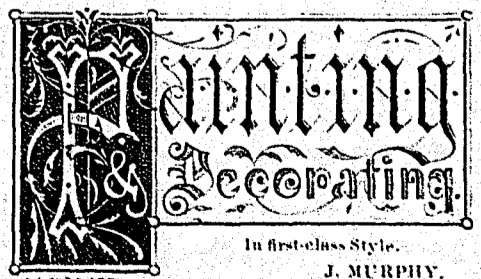 Painting
& Decorating.
In first-class Style.
J. MURPHY.